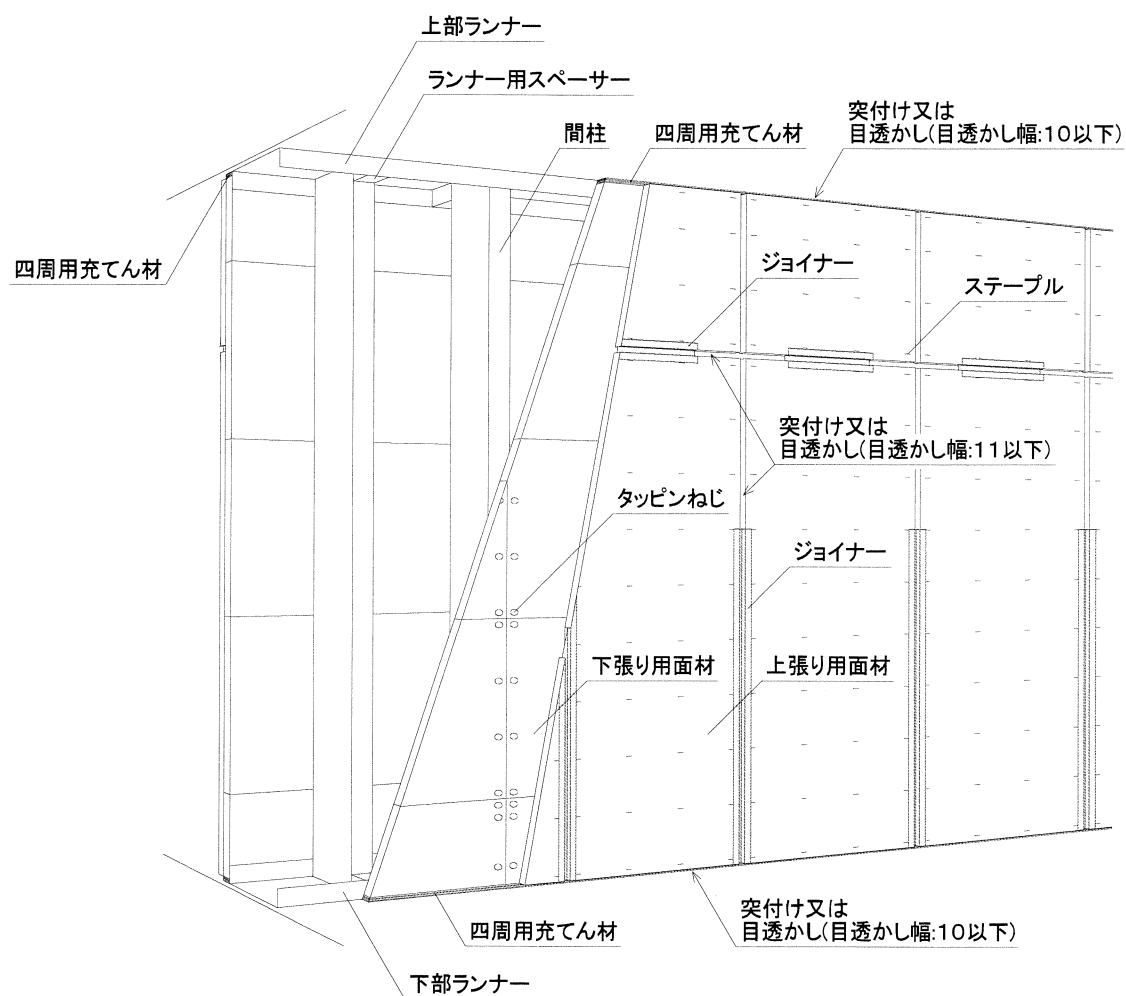 上部ランナー
ランナー用スペーサー
間柱
四周用充てん材
突付け又は
目透かし(目透かし幅:10以下)
四周用充てん材
ジョイナー
ステープル
突付け又は
目透かし(目透かし幅:11以下)
タッピンねじ
ジョイナー
下張り用面材
上張り用面材
突付け又は
目透かし(目透かし幅:10以下)
四周用充てん材
下部ランナー